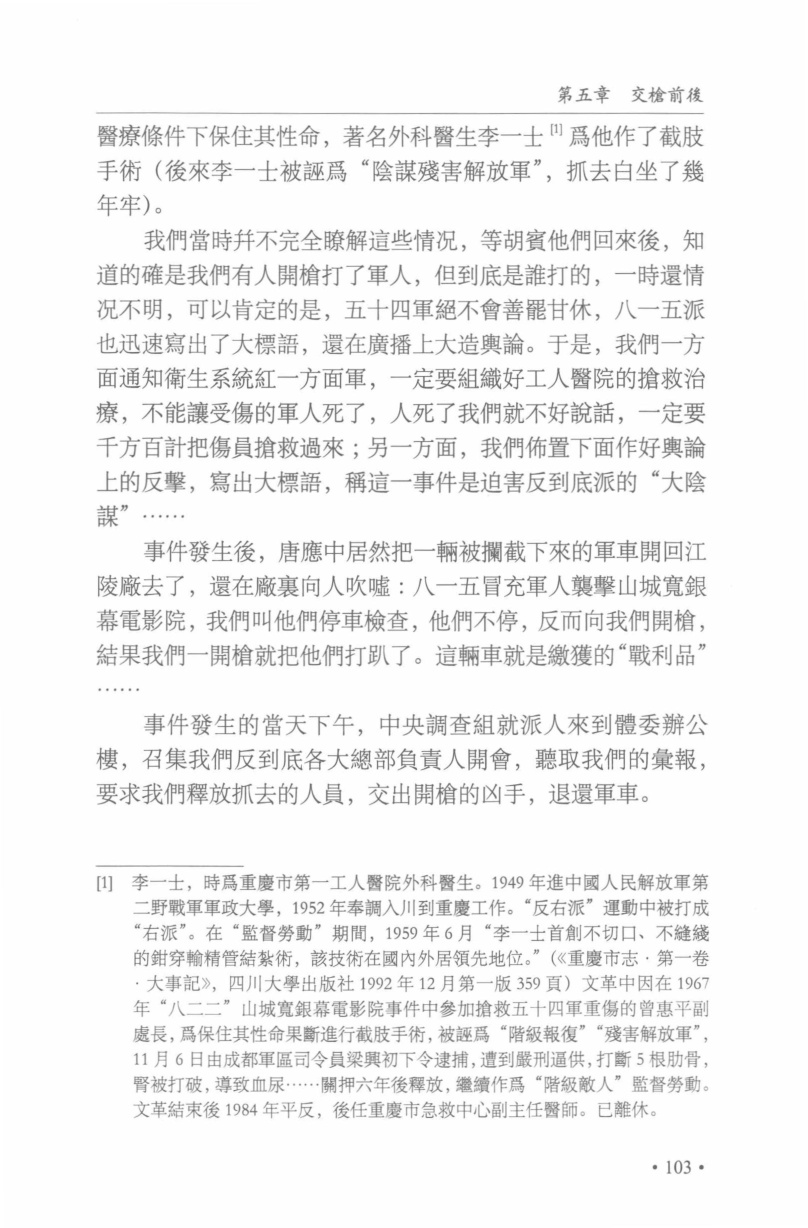 第五章　交槍前後
醫療條件下保住其性命，著名外科醫生李一士[1]爲他作了截肢
手術（後來李一士被誣爲“陰謀殘害解放軍”，抓去白坐了幾
年牢）。
我們當時幷不完全瞭解這些情况，等胡賓他們回來後，知
道的確是我們有人開槍打了軍人，但到底是誰打的，一時還情
况不明，可以肯定的是，五十四軍絕不會善罷甘休，八一五派
也迅速寫出了大標語，還在廣播上大造輿論。于是，我們一方
面通知衛生系統紅一方面軍，一定要組織好工人醫院的搶救治
療，不能讓受傷的軍人死了，人死了我們就不好說話，一定要
千方百計把傷員搶救過來；另一方面，我們佈置下面作好輿論
上的反擊，寫出大標語，稱這一事件是迫害反到底派的“大陰
謀”……
事件發生後，唐應中居然把一輛被攔截下來的軍車開回江
陵廠去了，還在廠裏向人吹噓：八一五冒充軍人襲擊山城寬銀
幕電影院，我們叫他們停車檢查，他們不停，反而向我們開槍，
結果我們一開槍就把他們打趴了。這輛車就是繳獲的“戰利品”
……
事件發生的當天下午，中央調查組就派人來到體委辦公
樓，召集我們反到底各大總部負責人開會，聽取我們的彙報，
要求我們釋放抓去的人員，交出開槍的凶手，退還軍車。
[1]　李一士，時爲重慶市第一工人醫院外科醫生。1949 年進中國人民解放軍第
二野戰軍軍政大學，1952 年奉調入川到重慶工作。“反右派”運動中被打成
“右派”。在“監督勞動”期間，1959 年 6 月“李一士首創不切口、不縫綫
的鉗穿輸精管結紮術，該技術在國內外居領先地位。”（《重慶市志·第一卷
·大事記》，四川大學出版社 1992 年 12 月第一版 359 頁）文革中因在 1967
年“八二二”山城寬銀幕電影院事件中參加搶救五十四軍重傷的曾惠平副
處長，爲保住其性命果斷進行截肢手術，被誣爲“階級報復”“殘害解放軍”，
11 月 6 日由成都軍區司令員梁興初下令逮捕，遭到嚴刑逼供，打斷 5 根肋骨，
腎被打破，導致血尿……關押六年後釋放，繼續作爲“階級敵人”監督勞動。
文革結束後 1984 年平反，後任重慶市急救中心副主任醫師。已離休。
• 103 •